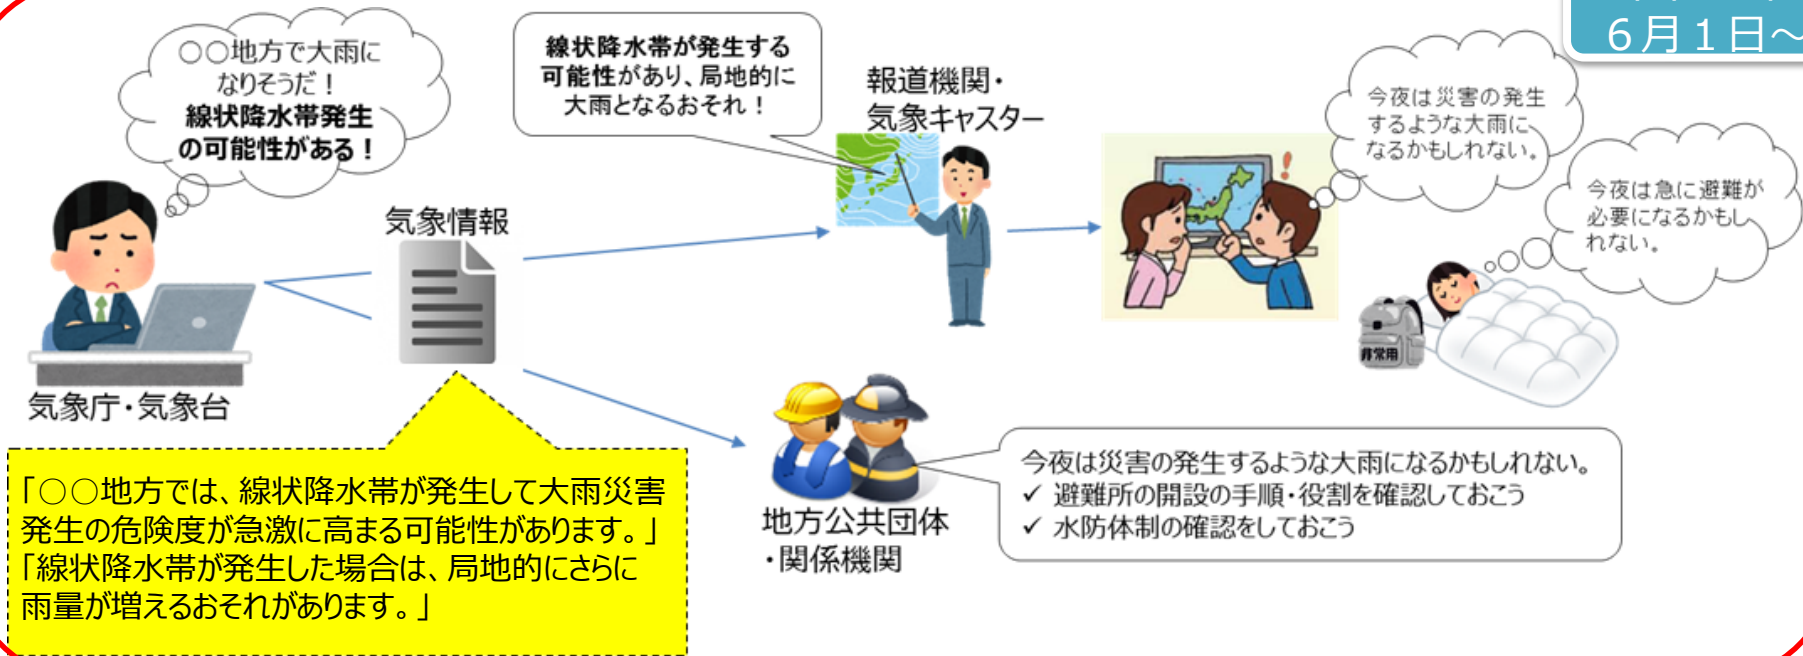 6月1日～
○○地方で大雨に
なりそうだ！
線状降水帯発生
の可能性がある！
線状降水帯が発生する
可能性があり、局地的に
大雨となるおそれ！
報道機関・
気象キャスター
今夜は災害の発生
するような大雨に
なるかもしれない。
今夜は急に避難が
必要になるかもし
れない。
気象情報
非常用
気象庁・気象台
「○○地方では、線状降水帯が発生して大雨災害
発生の危険度が急激に高まる可能性があります。」
「線状降水帯が発生した場合は、局地的にさらに
雨量が増えるおそれがあります。」
地方公共団体
・関係機関
今夜は災害の発生するような大雨になるかもしれない。
✓ 避難所の開設の手順・役割を確認しておこう
✓ 水防体制の確認をしておこう